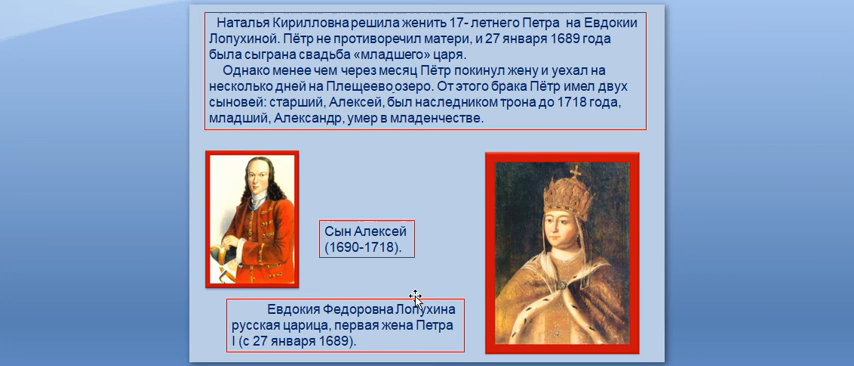 Наталья Кирилловна решила женить 17- летнего Петра на Евдокии
Лопухиной. Пётр не противоречил матери, и 27 января 1689 года
была сыграна свадьба «младшего» царя.
Однако менее чем через месяц Пётр покинул жену и уехал на
несколько дней на Плещеево озеро. От этого брака Пётр имел двух
сыновей: старший, Алексей, был наследником трона до 1718 года,
младший, Александр, умер в младенчестве.
Сын Алексей
(1690-1718).
Евдокия Федоровна Лопухина
русская царица, первая жена Петра
I (с 27 января 1689).